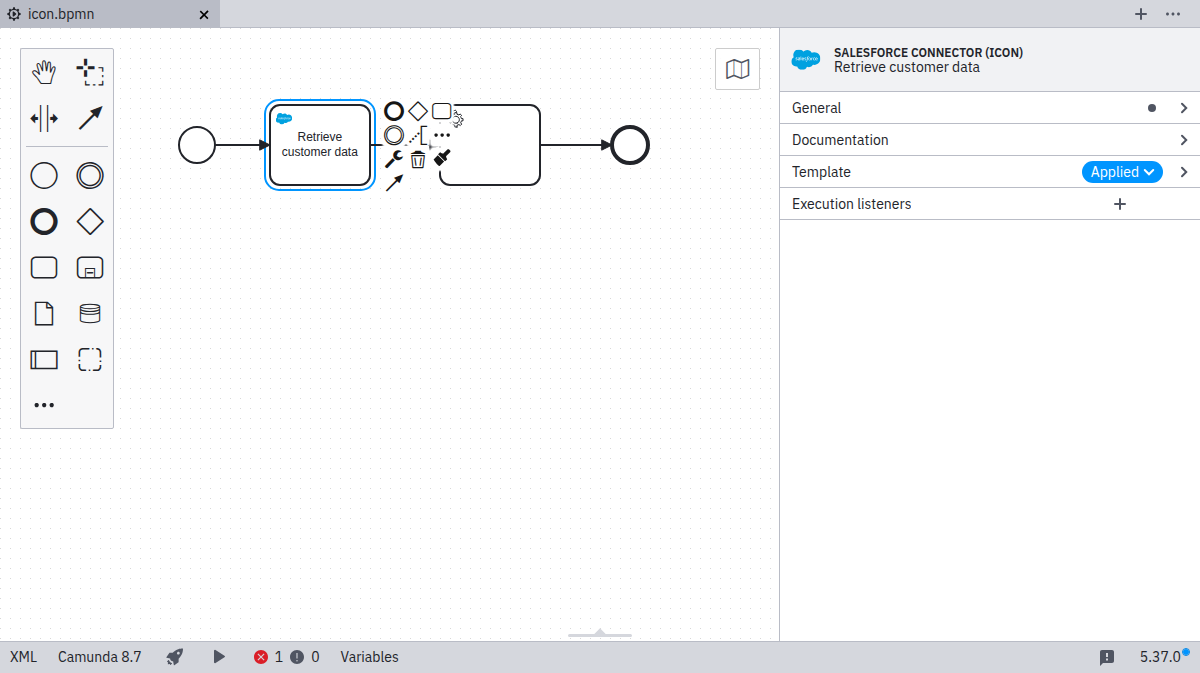 icon.bpmn
SALESFORCE CONNECTOR (ICON)
Retrieve customer data
General
Documentation
Template
Applied
Execution listeners
Retrieve
customer data
XML
Camunda 8.7
1
0
Variables
5.37.0